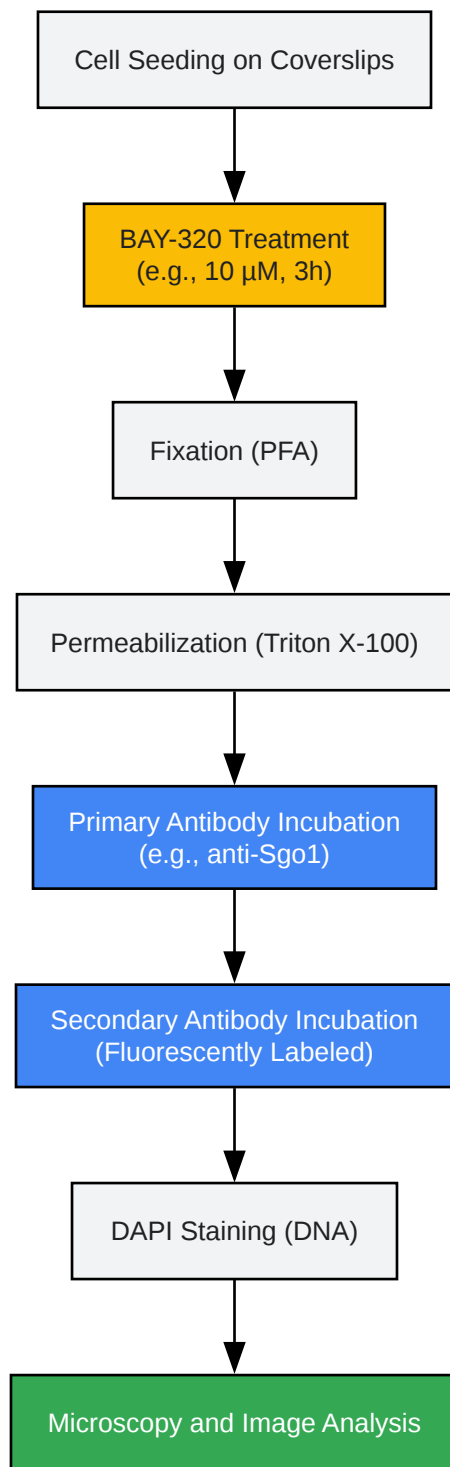 Cell Seeding on Coverslips
BAY-320 Treatment
(e.g., 10 µM, 3h)
Fixation (PFA)
Permeabilization (Triton X-100)
Primary Antibody Incubation
(e.g., anti-Sgo1)
Secondary Antibody Incubation
(Fluorescently Labeled)
DAPI Staining (DNA)
Microscopy and Image Analysis